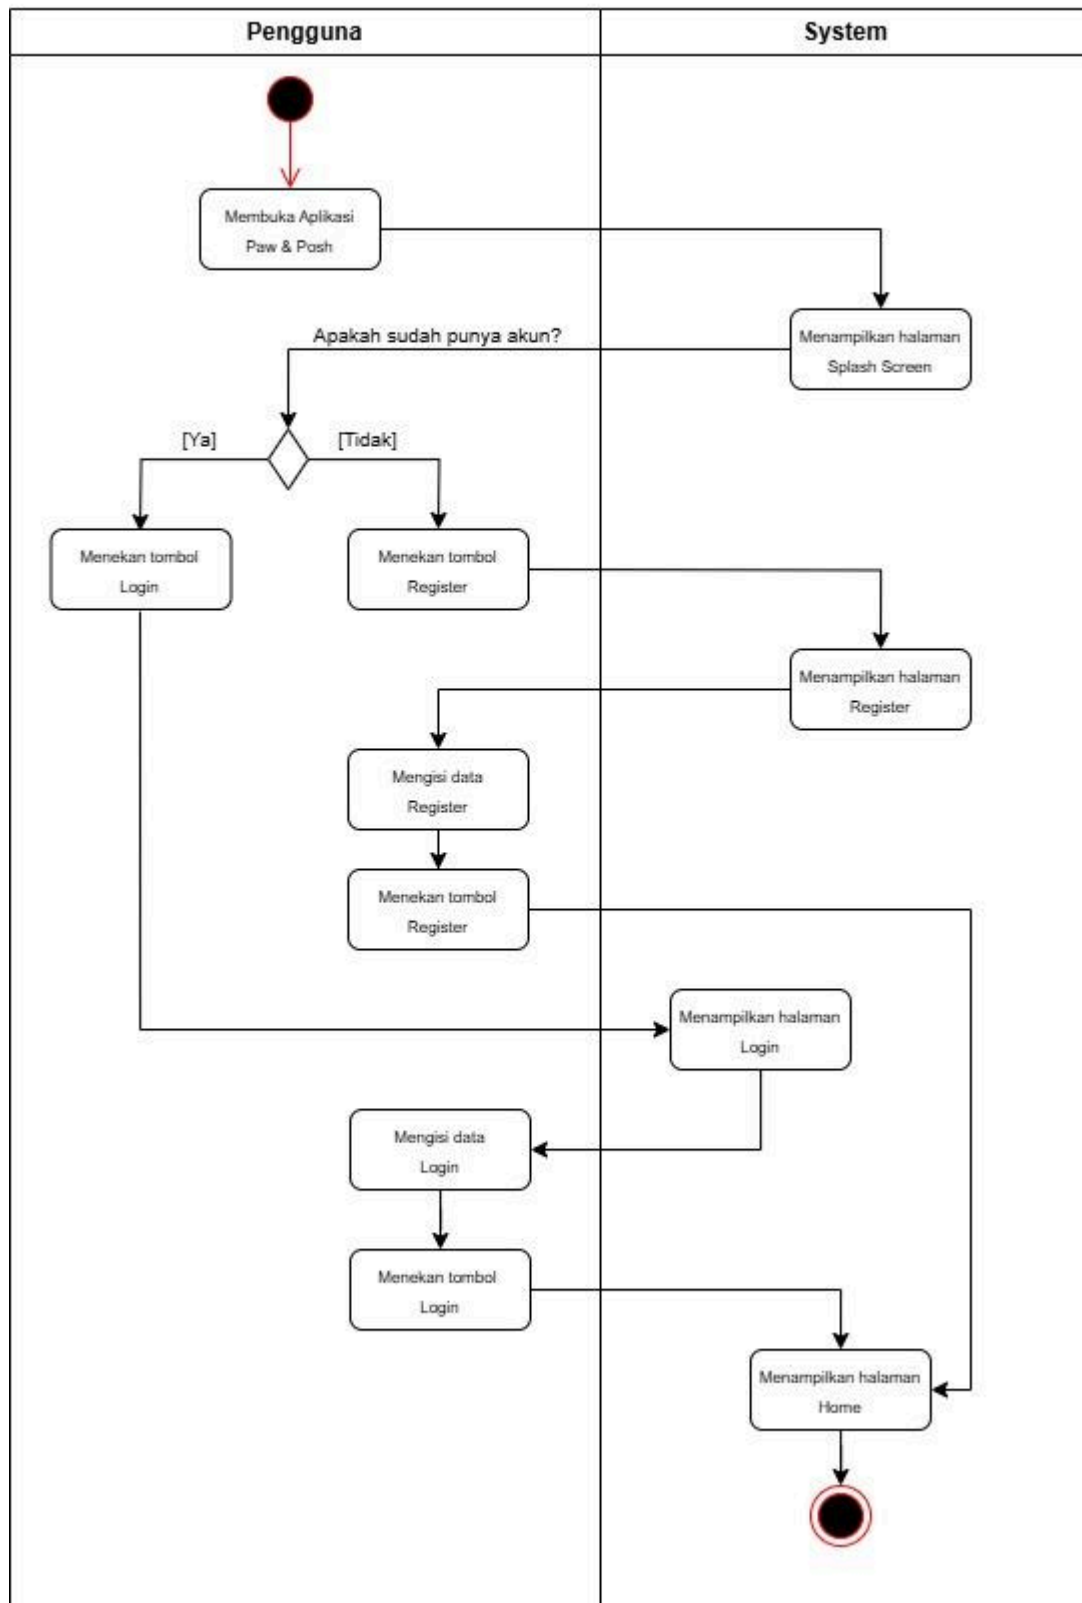 Pengguna
System
Membuka Aplikasi
Paw & Posh
Menampilkan halaman
Splash Screen
Apakah sudah punya akun?
[Ya]
[Tidak]
Menekan tombol
Login
Menekan tombol
Register
Menampilkan halaman
Register
Mengisi data
Register
Menekan tombol
Register
Menampilkan halaman
Login
Mengisi data
Login
Menekan tombol
Login
Menampilkan halaman
Home